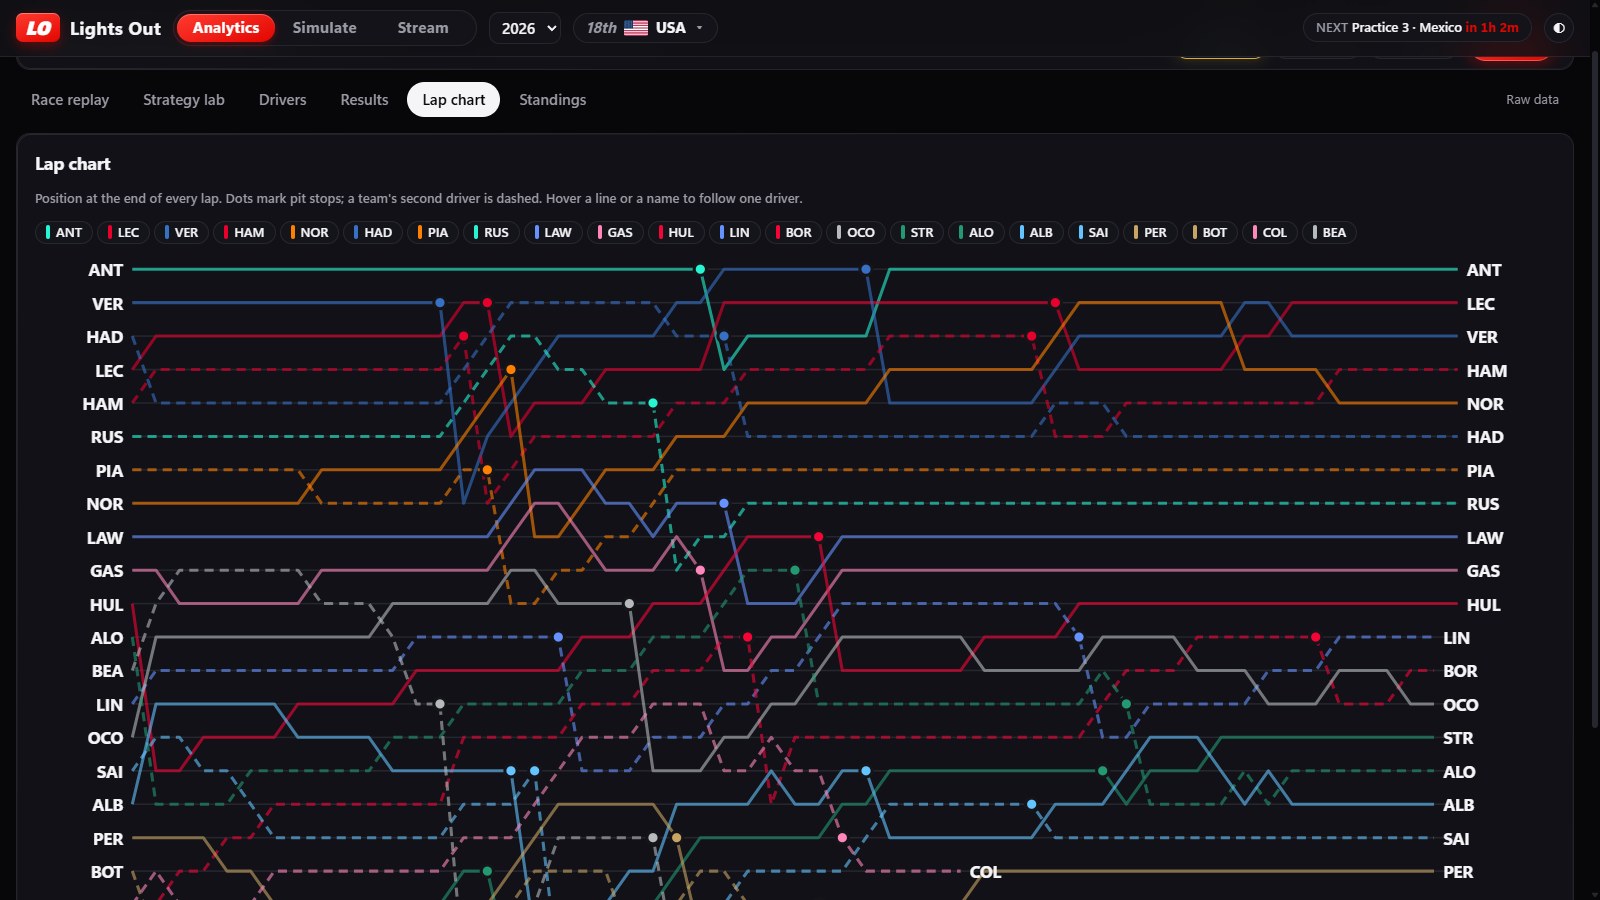 LO Lights Out Analytics Simulate Stream 2026 18th USA NEXT Practice 3 · Mexico in 1h 2m
Race replay Strategy lab Drivers Results Lap chart Standings Raw data
Lap chart
Position at the end of every lap. Dots mark pit stops; a team's second driver is dashed. Hover a line or a name to follow one driver.
ANT LEC VER HAM NOR HAD PIA RUS LAW GAS HUL LIN BOR OCO STR ALO ALB SAI PER BOT COL BEA
ANT ANT
VER LEC
HAD VER
LEC HAM
HAM NOR
RUS HAD
PIA PIA
NOR RUS
LAW LAW
GAS GAS
HUL HUL
ALO LIN
BEA BOR
LIN OCO
OCO STR
SAI ALO
ALB ALB
PER SAI
BOT COL PER